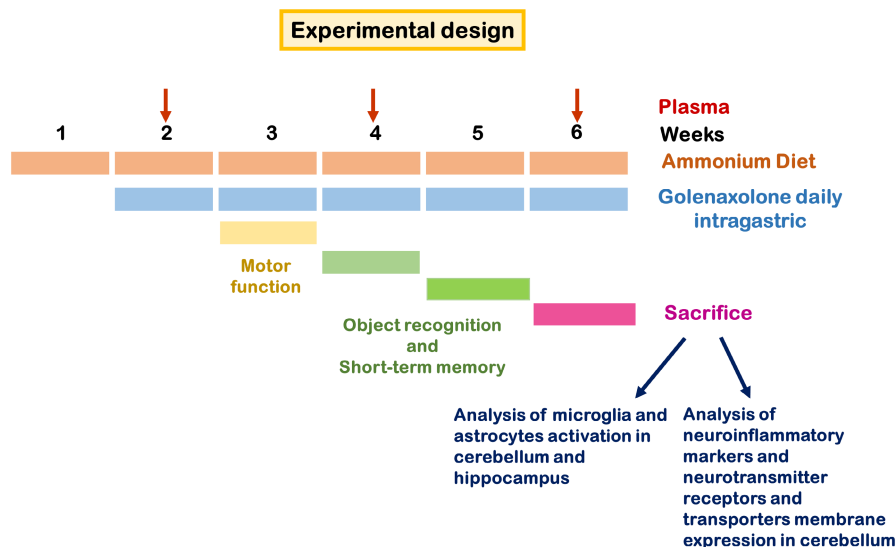 Experimental design
Plasma
1 2 3 4 5 6 Weeks
Ammonium Diet
Golenaxolone daily
intragastric
Motor
function
Object recognition
and
Short-term memory
Sacrifice
Analysis of microglia and
astrocytes activation in
cerebellum and
hippocampus
Analysis of
neuroinflammatory
markers and
neurotransmitter
receptors and
transporters membrane
expression in cerebellum